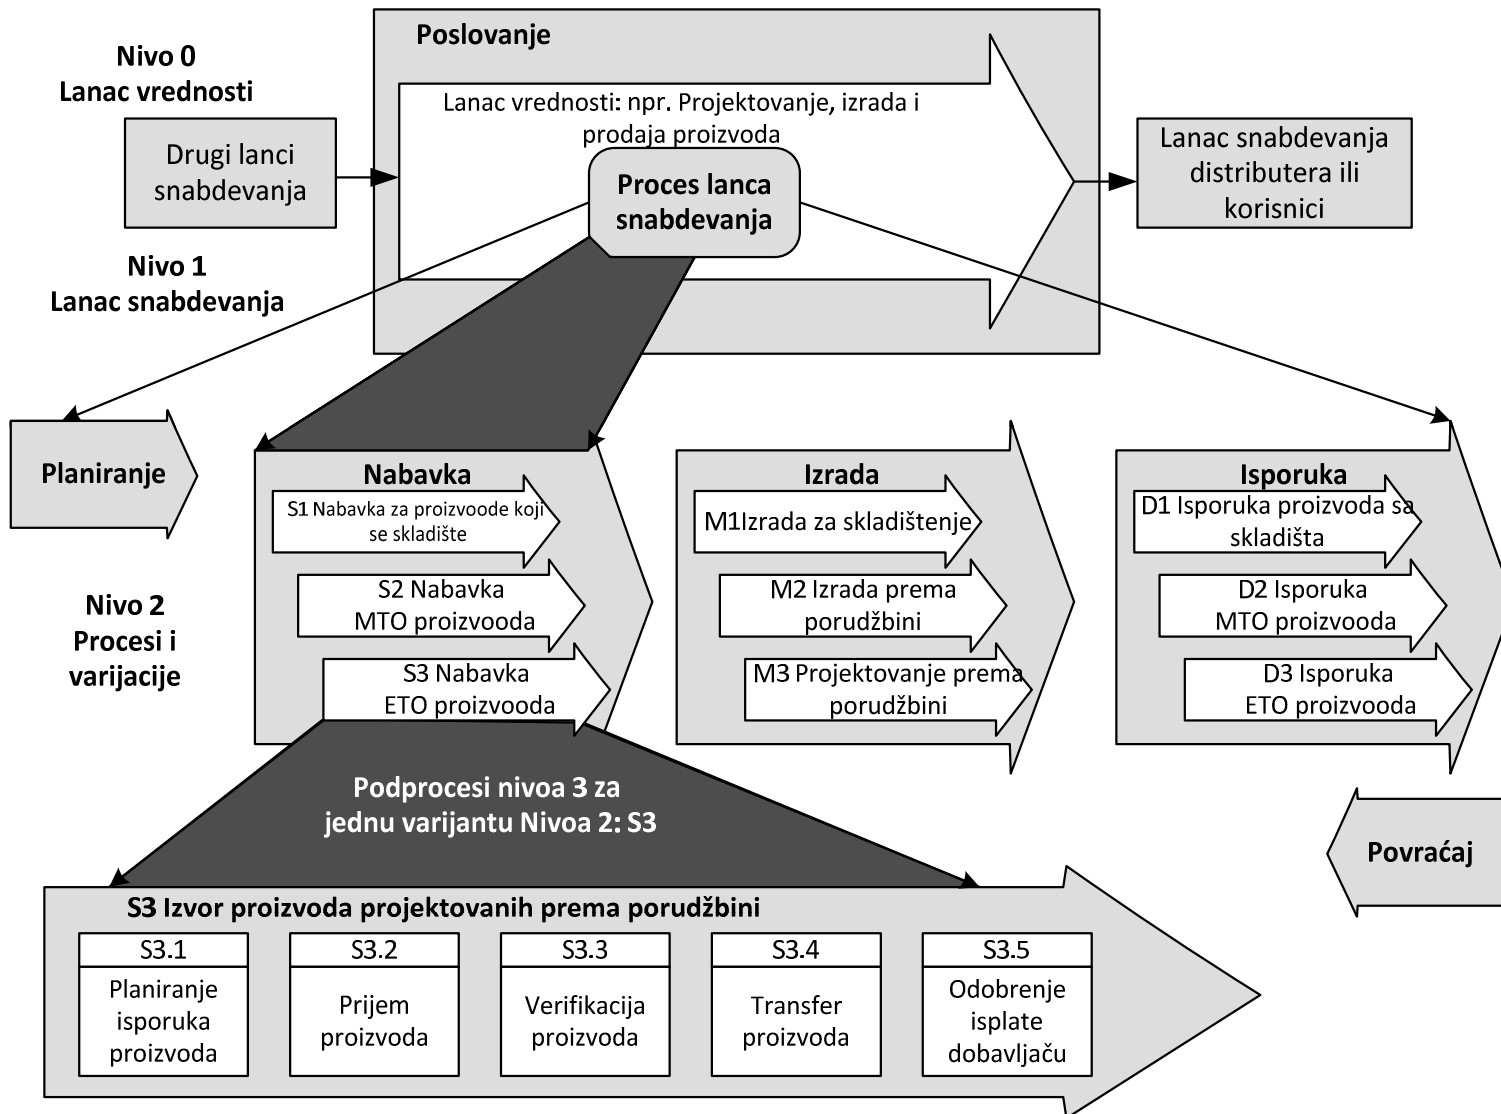 Poslovanje
Nivo 0
Lanac vrednosti
Lanac vrednosti: npr. Projektovanje, izrada i
prodaja proizvoda
Drugi lanci
snabdevanja
Proces lanca
snabdevanja
Lanac snabdevanja
distributera ili
korisnici
Nivo 1
Lanac snabdevanja
Planiranje
Nabavka
S1 Nabavka za proizvoode koji
se skladište
S2 Nabavka
MTO proizvooda
S3 Nabavka
ETO proizvooda
Izrada
M1Izrada za skladištenje
M2 Izrada prema
porudžbini
M3 Projektovanje prema
porudžbini
Isporuka
D1 Isporuka proizvoda sa
skladišta
D2 Isporuka
MTO proizvooda
D3 Isporuka
ETO proizvooda
Nivo 2
Procesi i
varijacije
Podprocesi nivoa 3 za
jednu varijantu Nivoa 2: S3
Povraćaj
S3 Izvor proizvoda projektovanih prema porudžbini
S3.1
Planiranje
isporuka
proizvoda
S3.2
Prijem
proizvoda
S3.3
Verifikacija
proizvoda
S3.4
Transfer
proizvoda
S3.5
Odobrenje
isplate
dobavljaču